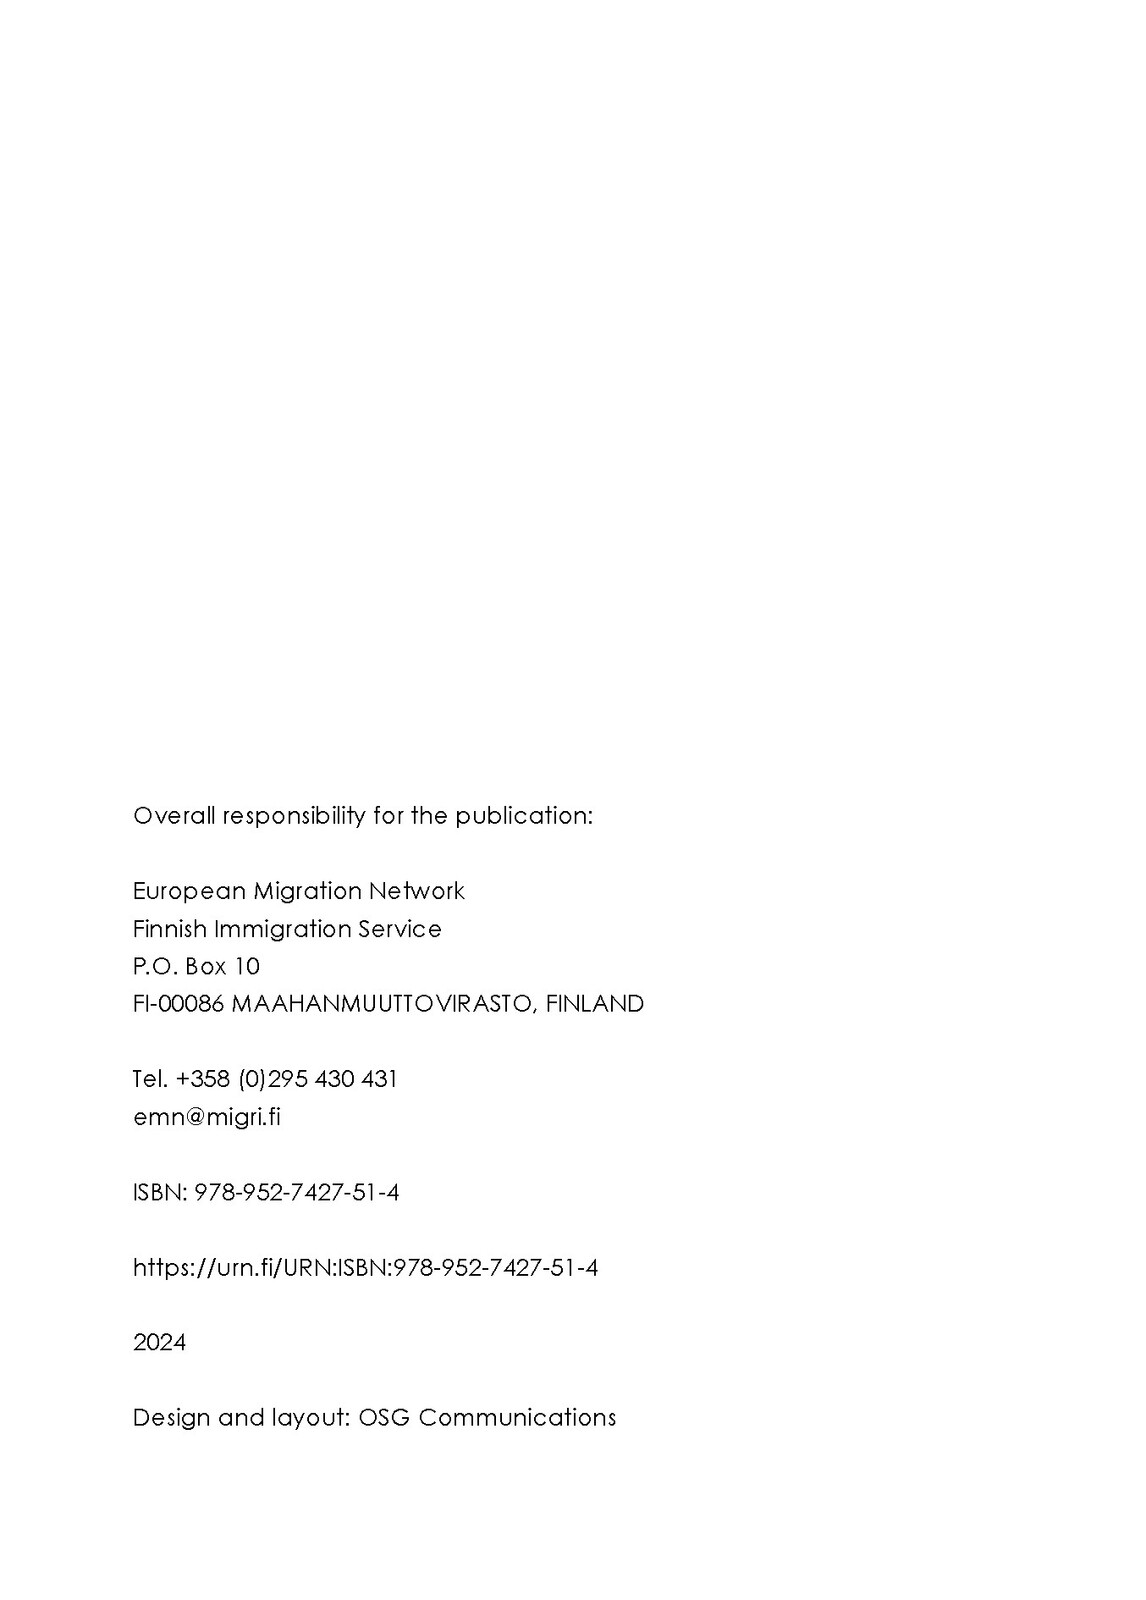 Overall responsibility for the publication:
European Migration Network
Finnish Immigration Service
P.O. Box 10
FI-00086 MAAHANMUUTTOVIRASTO, FINLAND
Tel. +358 (0)295 430 431
emn@migri.fi
ISBN: 978-952-7427-51-4
https://urn.fi/URN:ISBN:978-952-7427-51-4
2024
Design and layout: OSG Communications